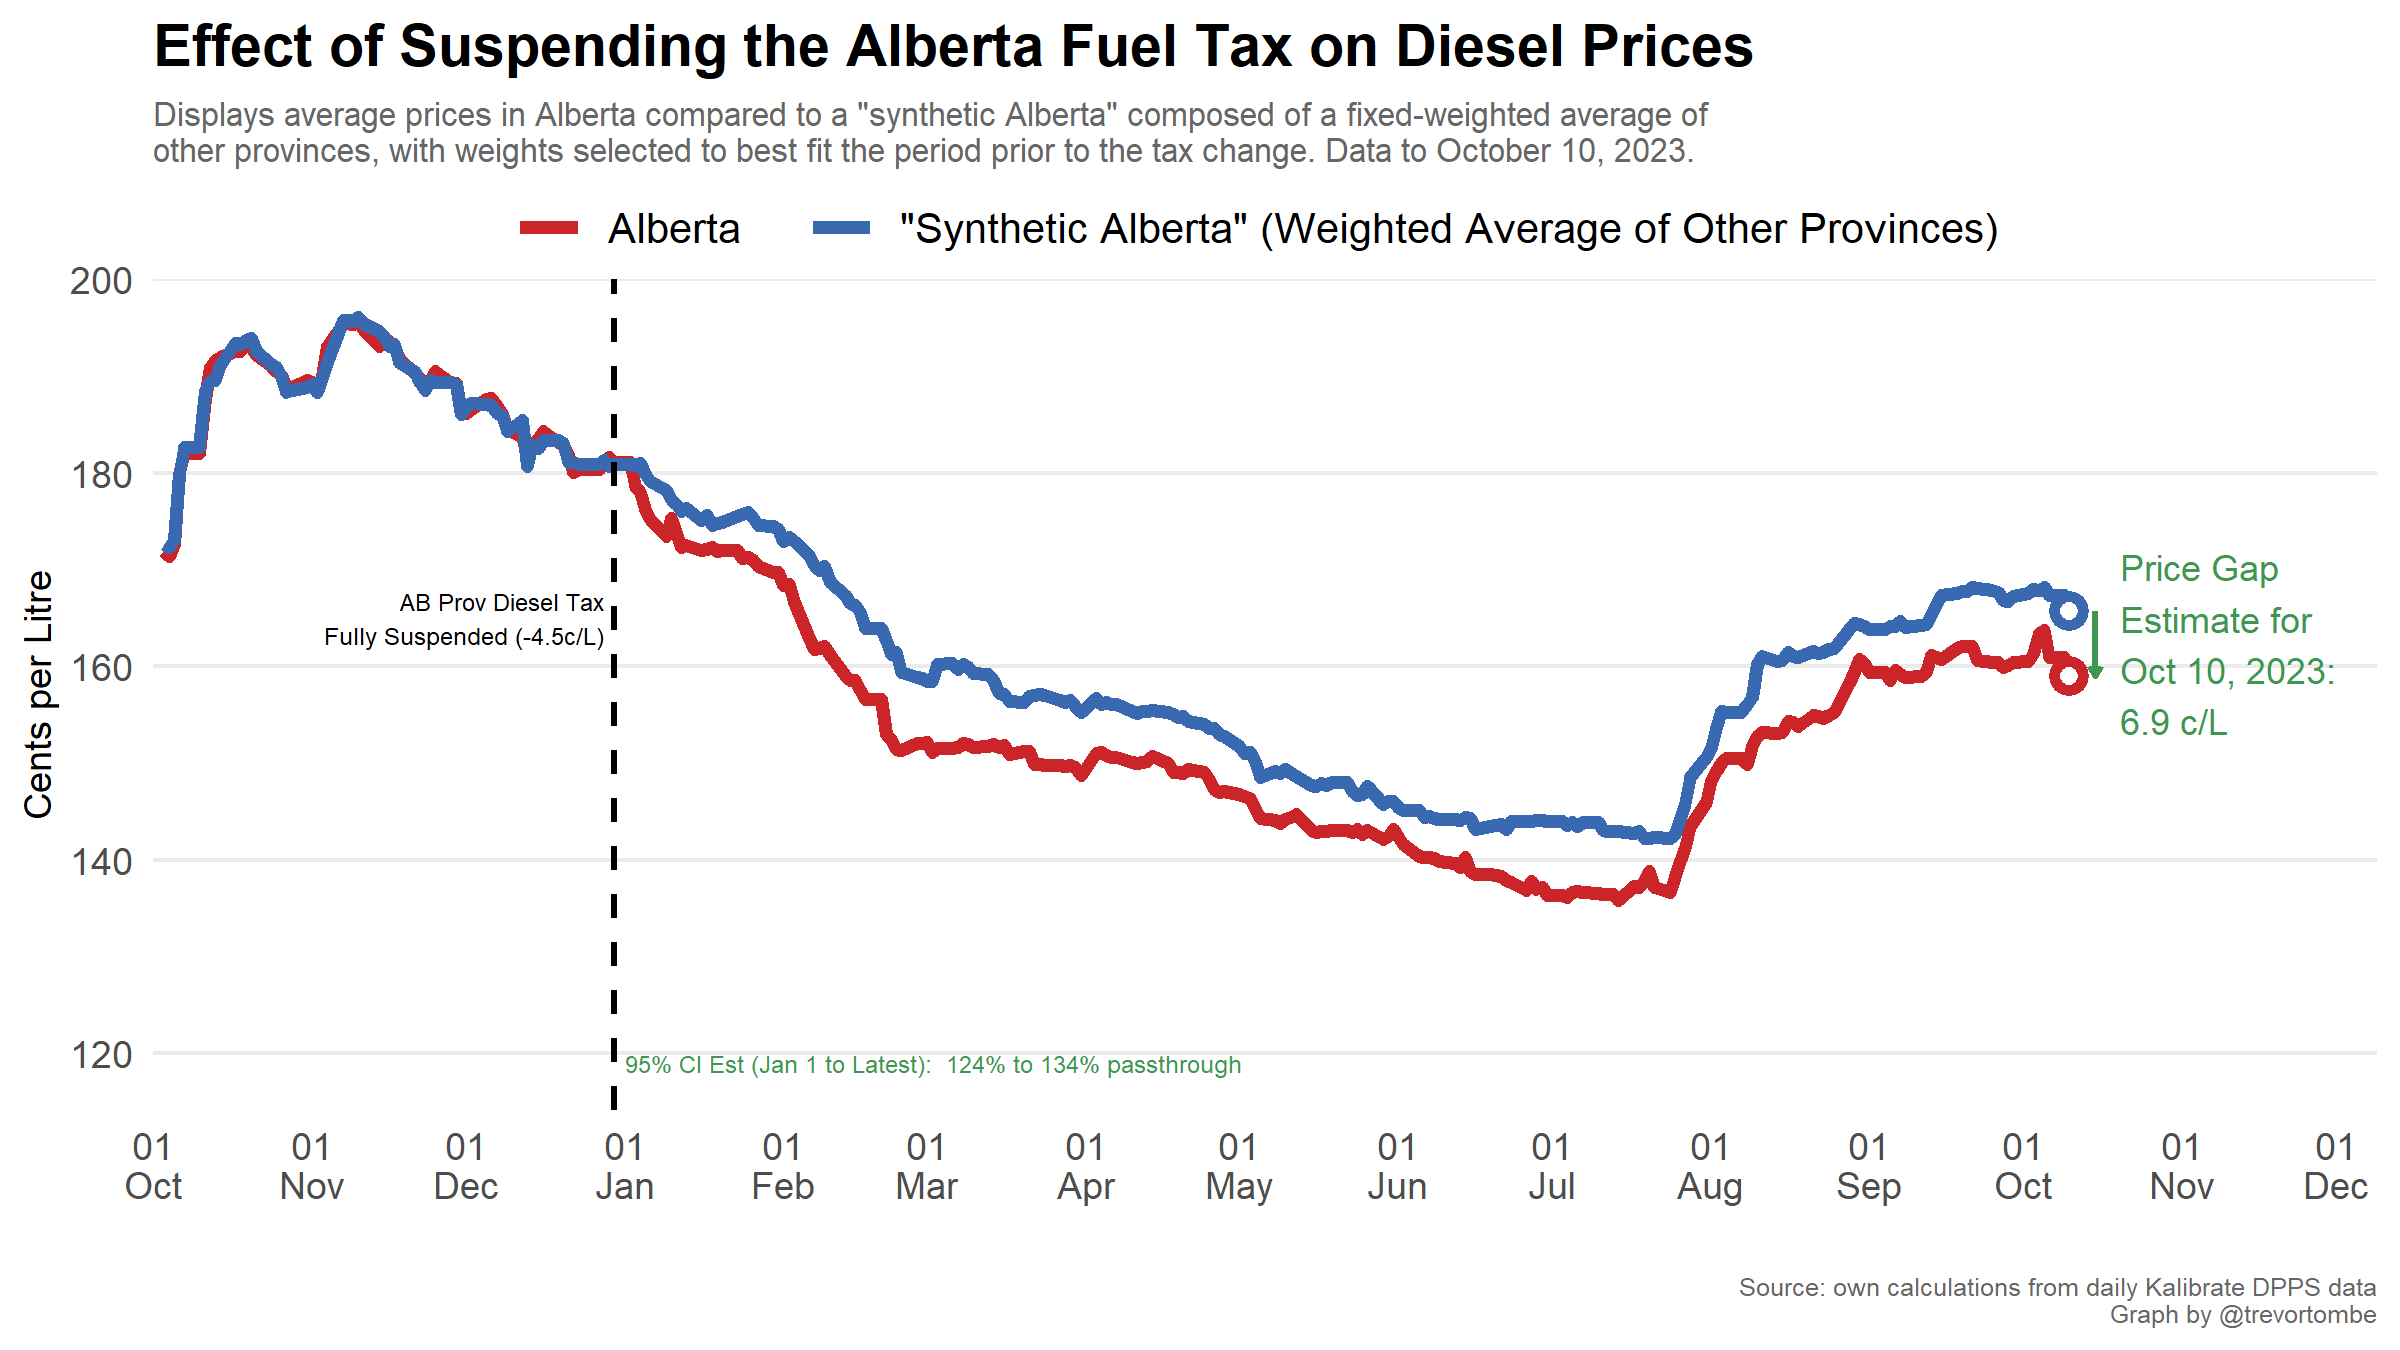 Effect of Suspending the Alberta Fuel Tax on Diesel Prices
Displays average prices in Alberta compared to a "synthetic Alberta" composed of a fixed-weighted average of
other provinces, with weights selected to best fit the period prior to the tax change. Data to October 10, 2023.
Alberta
"Synthetic Alberta" (Weighted Average of Other Provinces)
Cents per Litre
200
180
160
140
120
AB Prov Diesel Tax
Fully Suspended (-4.5c/L)
Price Gap
Estimate for
Oct 10, 2023:
6.9 c/L
95% CI Est (Jan 1 to Latest):  124% to 134% passthrough
01 01 01 01 01 01 01 01 01 01 01 01 01 01 01
Oct Nov Dec Jan Feb Mar Apr May Jun Jul Aug Sep Oct Nov Dec
Source: own calculations from daily Kalibrate DPPS data
Graph by @trevortombe